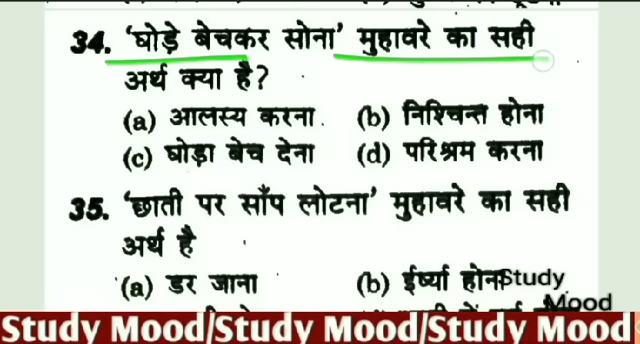 34. ‘घोड़े बेचकर सोना’ मुहावरे का सही
अर्थ क्या है?
(a) आलस्य करना. (b) निश्चिन्त होना
(c) घोड़ा बेच देना (d) परिश्रम करना
35. ‘छाती पर साँप लोटना’ मुहावरे का सही
अर्थ है
(a) डर जाना (b) ईर्ष्या होना
Study
Mood
Study Mood/Study Mood/Study Mood